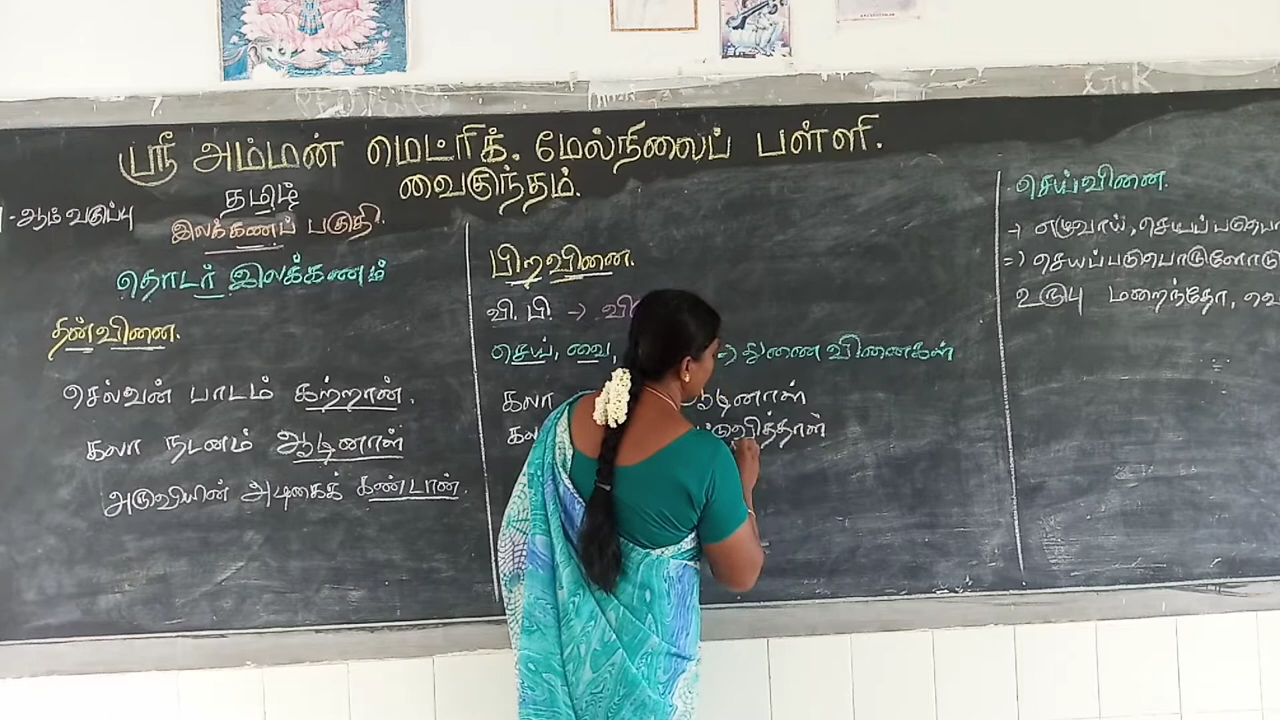 G.K
ஸ்ரீ அம்மன் மெட்ரிக். மேல்நிலைப் பள்ளி.
வைகுந்தம்.
தமிழ்
-ஆம் வகுப்பு
இலக்கணப் பகுதி.
தொடர் இலக்கணம்
தன்வினை.
செல்வன் பாடம் கற்றான்.
கலா நடனம் ஆடினாள்
அருவியின் அழகைக் கண்டான்.
பிறவினை.
வி. பி. → வி
செய், வை, துணை வினைகள்
கலா ஆடினாள்
வித்தாள்
செய்வினை.
→ எழுவாய், செயப்படுபொ
=> செயப்படுபொருளோடு
உருபு மறைந்தோ, வெ